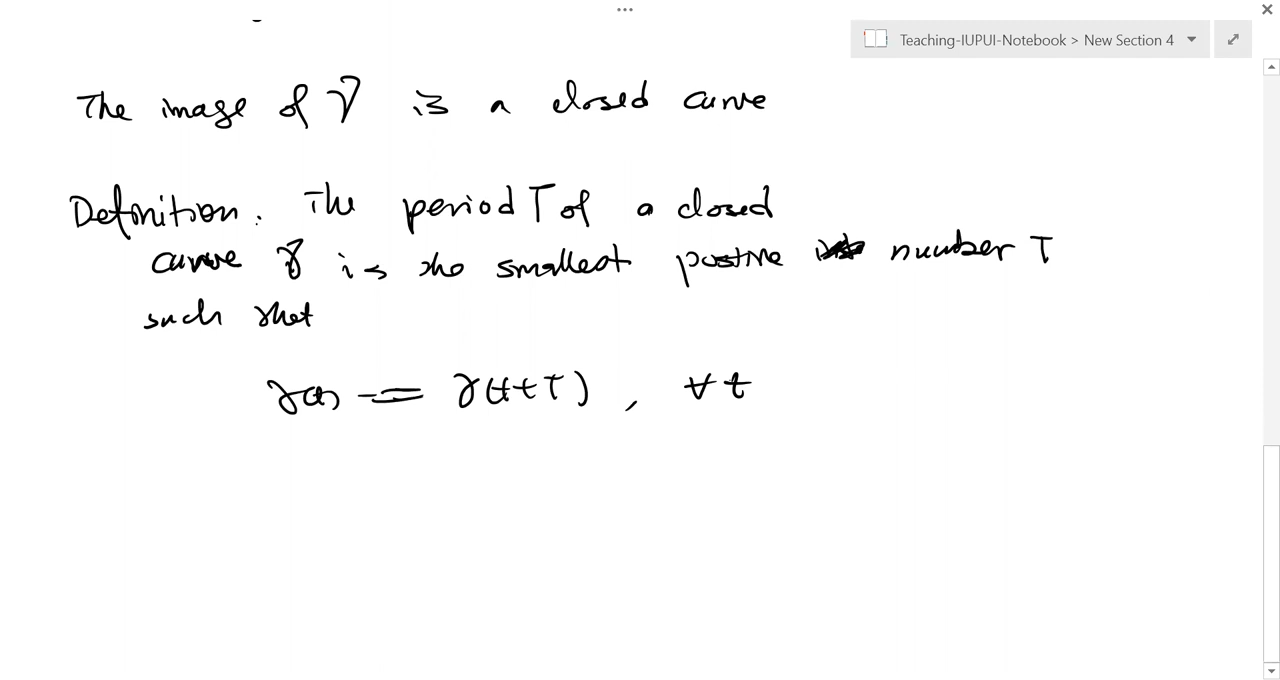 Teaching-IUPUI-Notebook > New Section 4
The image of γ is a closed curve
Definition. The period T of a closed
curve γ is the smallest positive number T
such that
γ(t) = γ(t+T), ∀ t